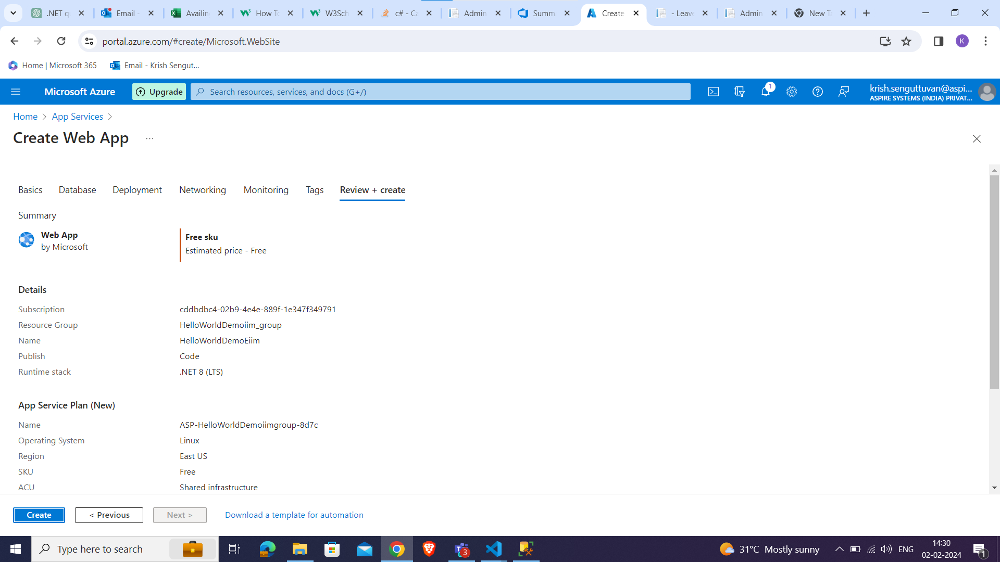 .NET qu
Email -
Availin
How To
W3Sch
c# - Ca
Admin
Summa
Create
- Leave
Admin
New Ta
portal.azure.com/#create/Microsoft.WebSite
K
Home | Microsoft 365
Email - Krish Sengut...
Microsoft Azure
Upgrade
Search resources, services, and docs (G+/)
1
krish.senguttuvan@aspi...
ASPIRE SYSTEMS (INDIA) PRIVAT...
Home
App Services
Create Web App
...
Basics
Database
Deployment
Networking
Monitoring
Tags
Review + create
Summary
Web App
by Microsoft
Free sku
Estimated price - Free
Details
Subscription cddbdbc4-02b9-4e4e-889f-1e347f349791
Resource Group HelloWorldDemoiim_group
Name HelloWorldDemoEiim
Publish Code
Runtime stack .NET 8 (LTS)
App Service Plan (New)
Name ASP-HelloWorldDemoiimgroup-8d7c
Operating System Linux
Region East US
SKU Free
ACU Shared infrastructure
Create
< Previous
Next >
Download a template for automation
Type here to search
3
31°C Mostly sunny
ENG
14:30
02-02-2024
1